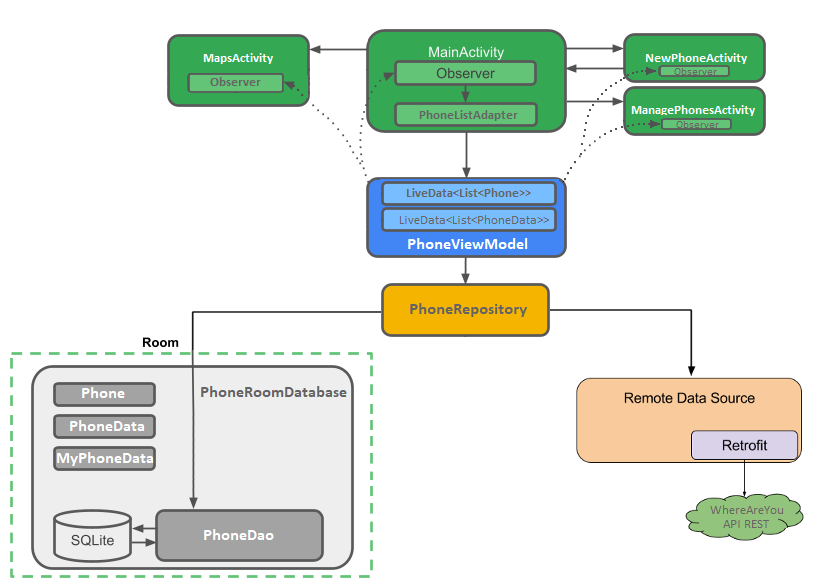 MapsActivity
Observer
MainActivity
Observer
PhoneListAdapter
NewPhoneActivity
Observer
ManagePhonesActivity
Observer
LiveData<List<Phone>>
LiveData<List<PhoneData>>
PhoneViewModel
PhoneRepository
Room
PhoneRoomDatabase
Phone
PhoneData
MyPhoneData
SQLite
PhoneDao
Remote Data Source
Retrofit
WhereAreYou
API REST